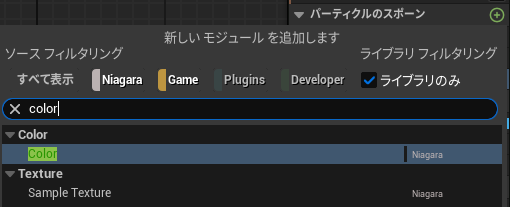 パーティクルのスポーン
新しい モジュール を追加します
ソース フィルタリング ライブラリ フィルタリング
すべて表示 Niagara Game Plugins Developer ライブラリのみ
color
Color
Color Niagara
Texture
Sample Texture Niagara